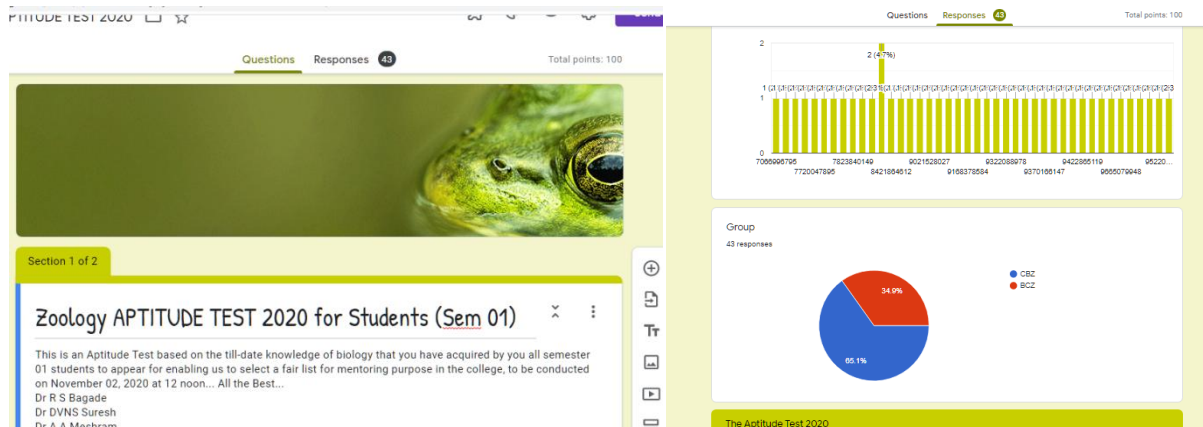 PTITUDE TEST 2020
Questions Responses 43 Total points: 100
Section 1 of 2
Zoology APTITUDE TEST 2020 for Students (Sem 01)
This is an Aptitude Test based on the till-date knowledge of biology that you have acquired by you all semester
01 students to appear for enabling us to select a fair list for mentoring purpose in the college, to be conducted
on November 02, 2020 at 12 noon... All the Best...
Dr R S Bagade
Dr DVNS Suresh
Dr A A Meshram
Tт
Questions Responses 43 Total points: 100
2
2 (4.7%)
1
0
7066996795 7823840149 9021528027 9322088978 9422865119 95220...
7720047895 8421864612 9168378584 9370166147 9665079948
Group
43 responses
CBZ
BCZ
34.9%
65.1%
The Aptitude Test 2020